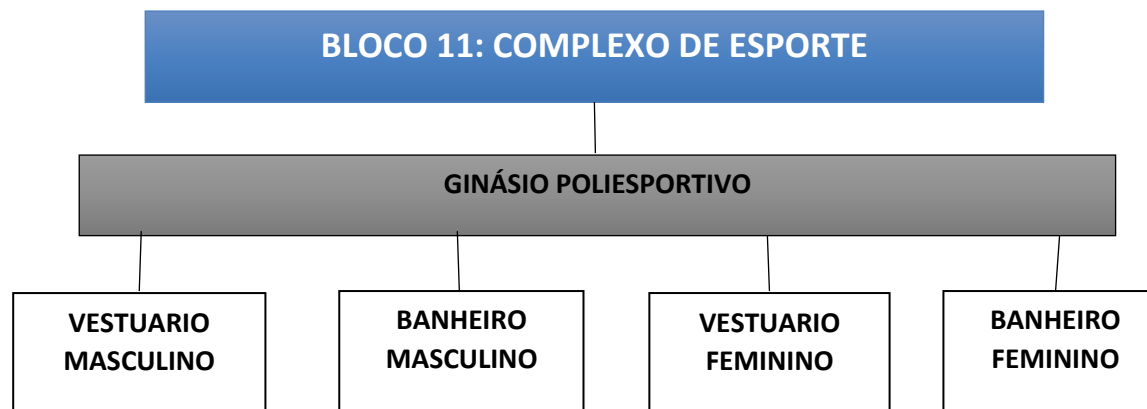 BLOCO 11: COMPLEXO DE ESPORTE
GINÁSIO POLIESPORTIVO
VESTUARIO
MASCULINO
BANHEIRO
MASCULINO
VESTUARIO
FEMININO
BANHEIRO
FEMININO